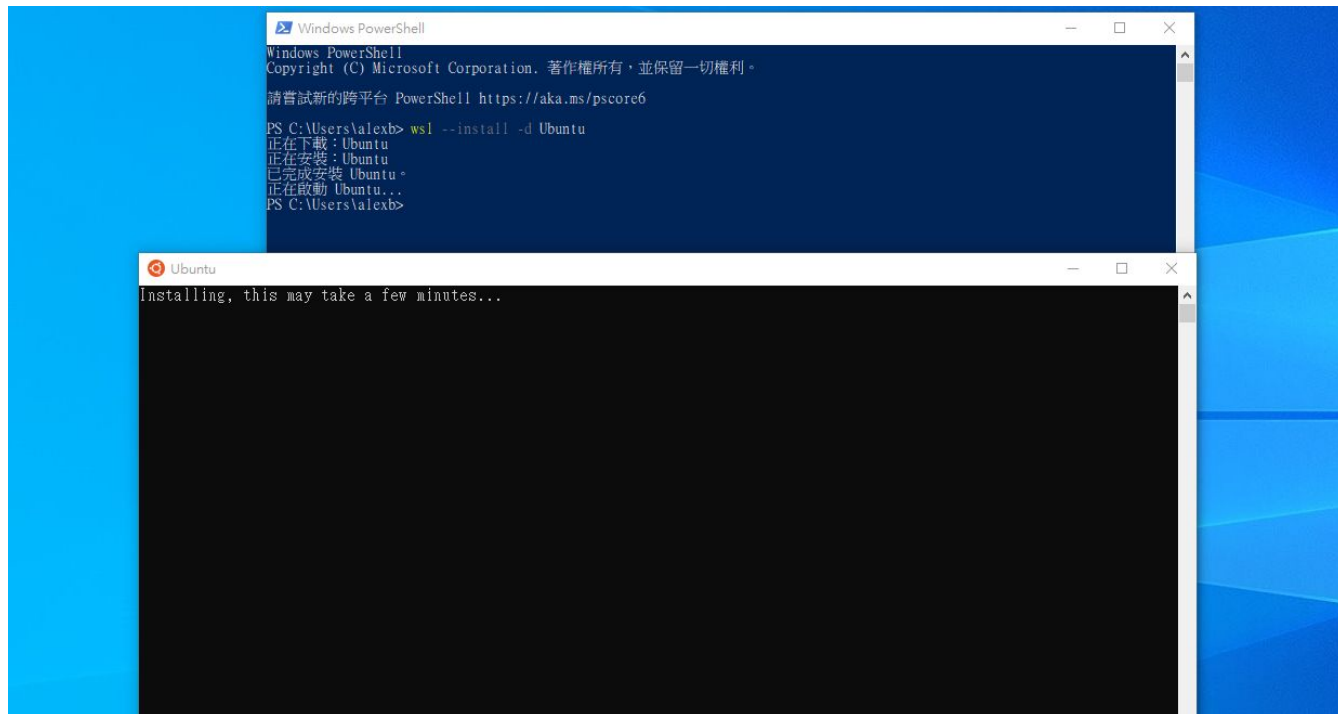 Windows PowerShell
Windows PowerShell
Copyright (C) Microsoft Corporation. 著作權所有，並保留一切權利。
請嘗試新的跨平台 PowerShell https://aka.ms/pscore6
PS C:\Users\alexb> wsl --install -d Ubuntu
正在下載：Ubuntu
正在安裝：Ubuntu
已完成安裝 Ubuntu。
正在啟動 Ubuntu...
PS C:\Users\alexb>
Ubuntu
Installing, this may take a few minutes...